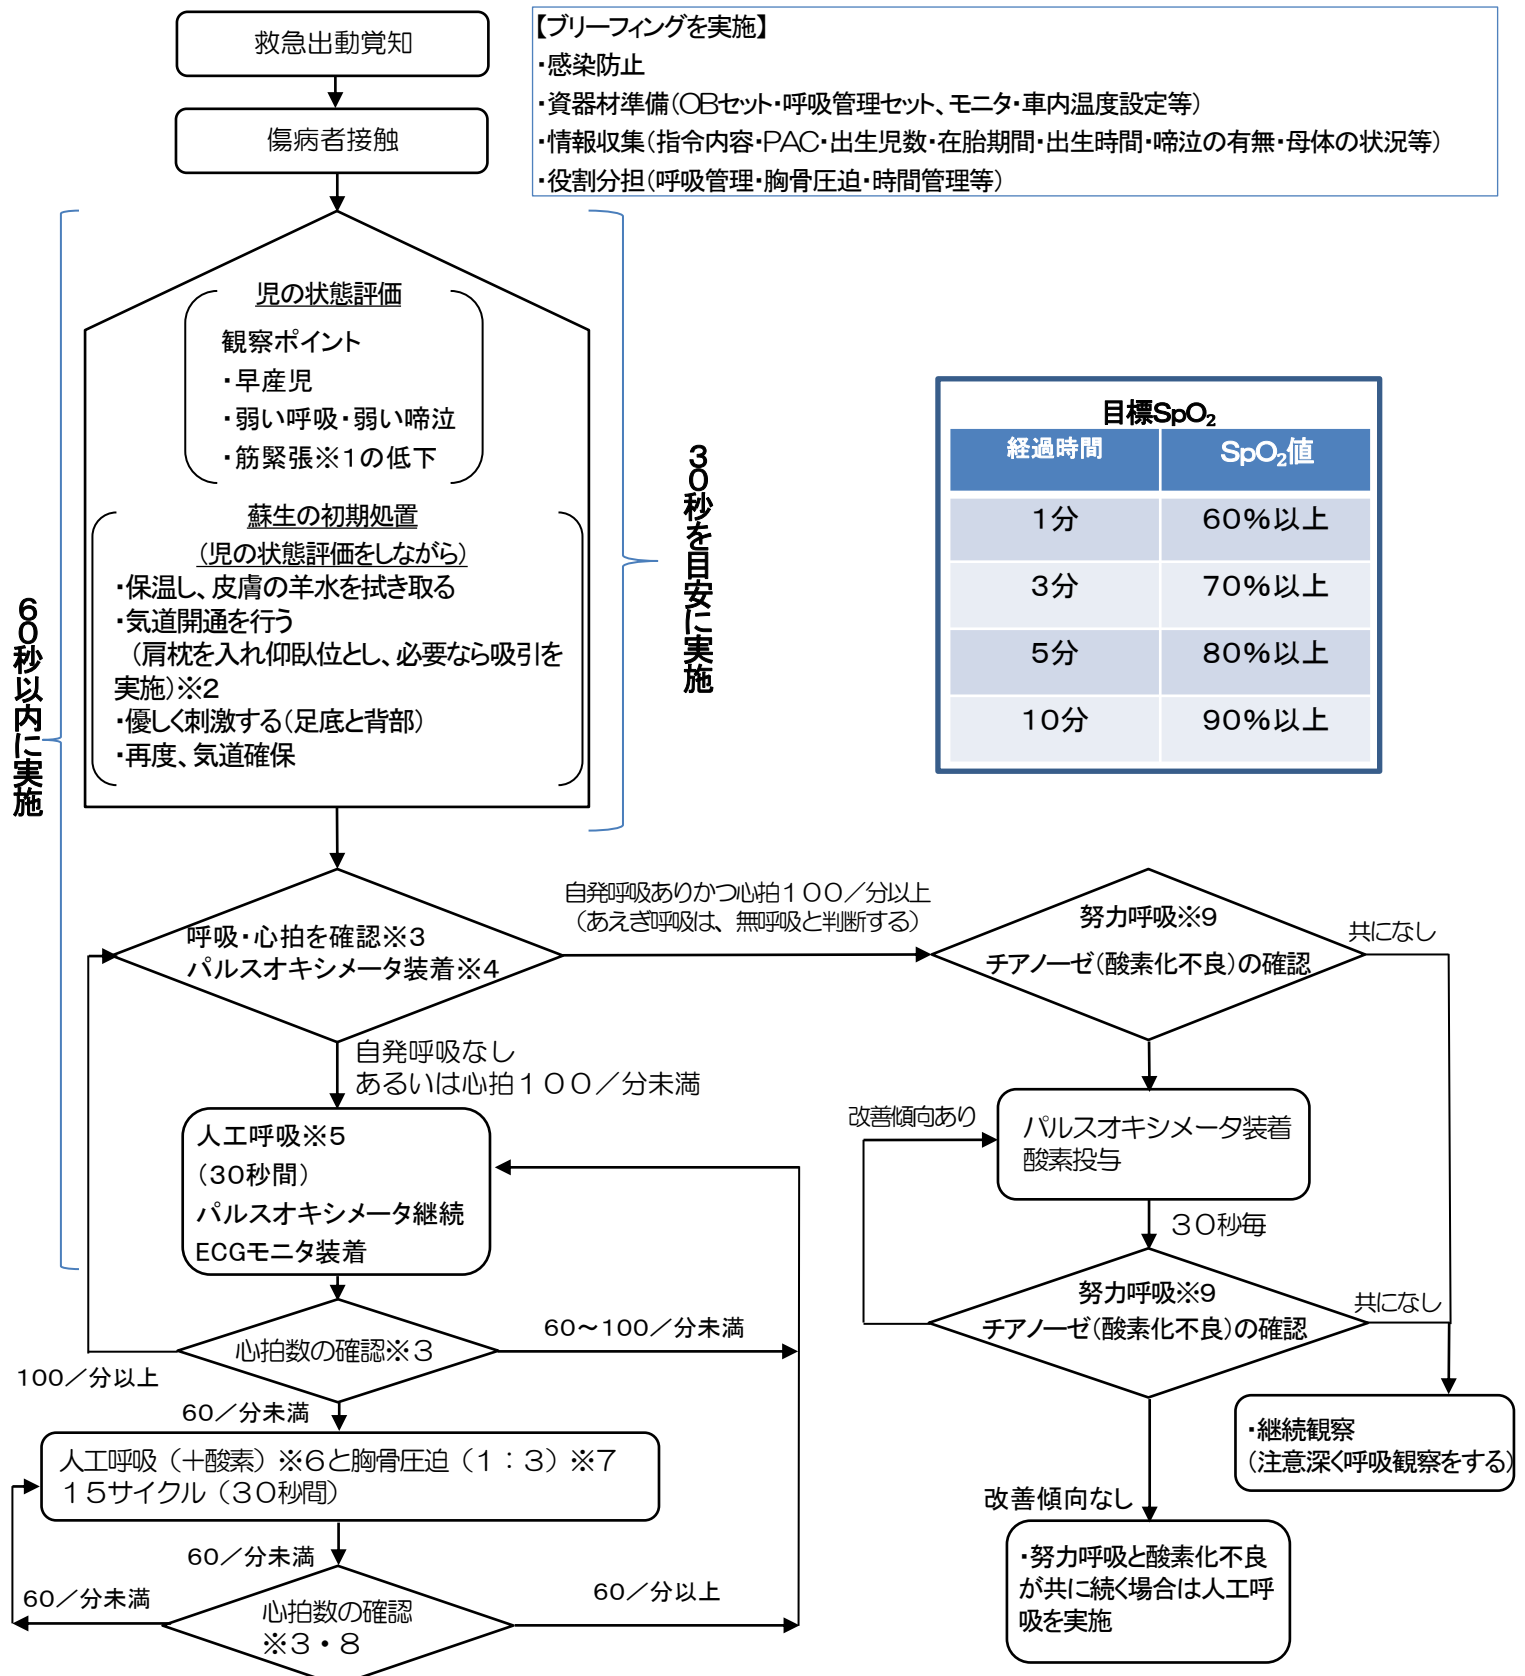 救急出動覚知
【ブリーフィングを実施】
・感染防止
・資器材準備（OBセット・呼吸管理セット、モニタ・車内温度設定等）
・情報収集（指令内容・PAC・出生児数・在胎期間・出生時間・啼泣の有無・母体の状況等）
・役割分担（呼吸管理・胸骨圧迫・時間管理等）
傷病者接触
児の状態評価
観察ポイント
・早産児
・弱い呼吸・弱い啼泣
・筋緊張※1の低下
蘇生の初期処置
（児の状態評価をしながら）
・保温し、皮膚の羊水を拭き取る
・気道開通を行う
（肩枕を入れ仰臥位とし、必要なら吸引を
実施）※2
・優しく刺激する（足底と背部）
・再度、気道確保
60秒以内に実施
30秒を目安に実施
目標SpO₂
経過時間 SpO₂値
1分 60％以上
3分 70％以上
5分 80％以上
10分 90％以上
呼吸・心拍を確認※3
パルスオキシメータ装着※4
自発呼吸ありかつ心拍１００／分以上
（あえぎ呼吸は、無呼吸と判断する）
努力呼吸※9
チアノーゼ（酸素化不良）の確認
共になし
自発呼吸なし
あるいは心拍１００／分未満
人工呼吸※5
（30秒間）
パルスオキシメータ継続
ECGモニタ装着
改善傾向あり
パルスオキシメータ装着
酸素投与
３０秒毎
努力呼吸※9
チアノーゼ（酸素化不良）の確認
共になし
心拍数の確認※３
60～100／分未満
100／分以上
60／分未満
人工呼吸（＋酸素）※６と胸骨圧迫（１：３）※７
１５サイクル（３０秒間）
・継続観察
（注意深く呼吸観察をする）
改善傾向なし
・努力呼吸と酸素化不良
が共に続く場合は人工呼
吸を実施
60／分未満
60／分未満
60／分以上
心拍数の確認
※３・８